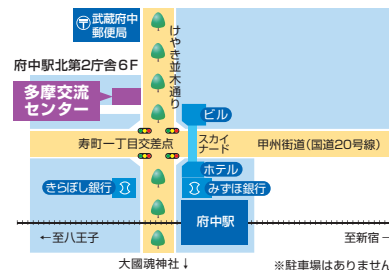 武蔵府中
郵便局
けやき並木通り
府中駅北第2庁舎6F
多摩交流
センター
ビル
寿町一丁目交差点
スカイ
ナード
甲州街道(国道20号線)
ホテル
きらぼし銀行
みずほ銀行
府中駅
←至八王子
至新宿
大國魂神社↓
※駐車場はありません